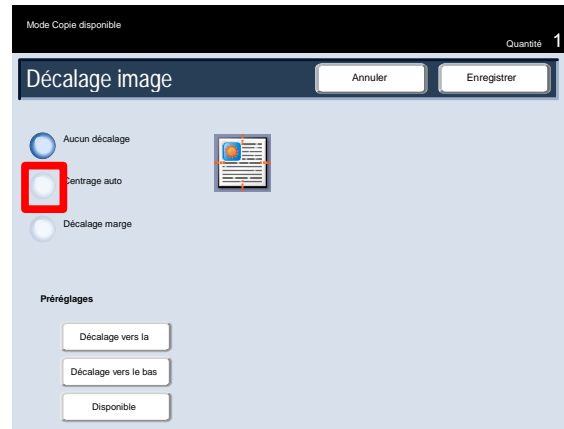 Mode Copie disponible
Quantité 1
Décalage image
Annuler
Enregistrer
Aucun décalage
Centrage auto
Décalage marge
Préréglages
Décalage vers la
Décalage vers le bas
Disponible